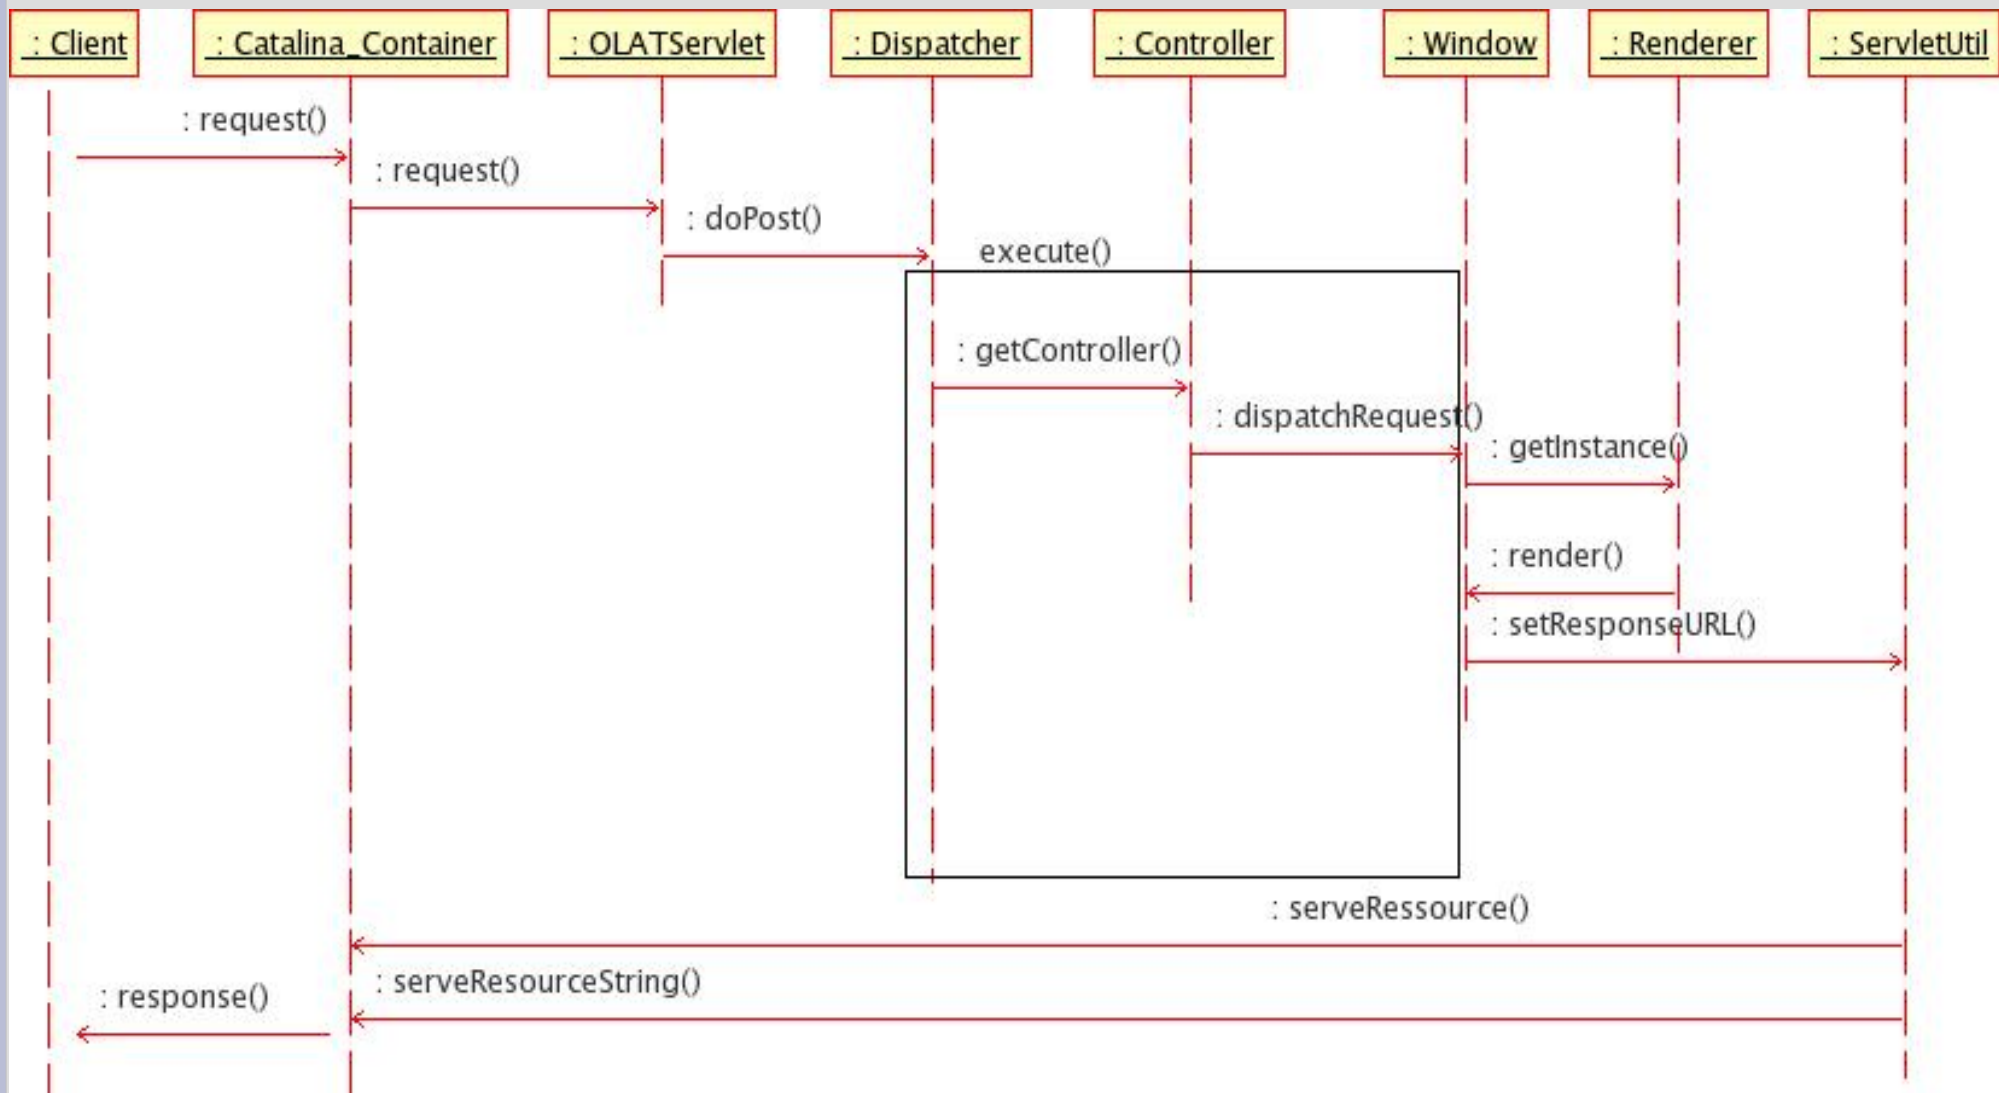 : Client
: Catalina_Container
: OLATServlet
: Dispatcher
: Controller
: Window
: Renderer
: ServletUtil
: request()
: request()
: doPost()
execute()
: getController()
: dispatchRequest()
: getInstance()
: render()
: setResponseURL()
: serveRessource()
: serveResourceString()
: response()